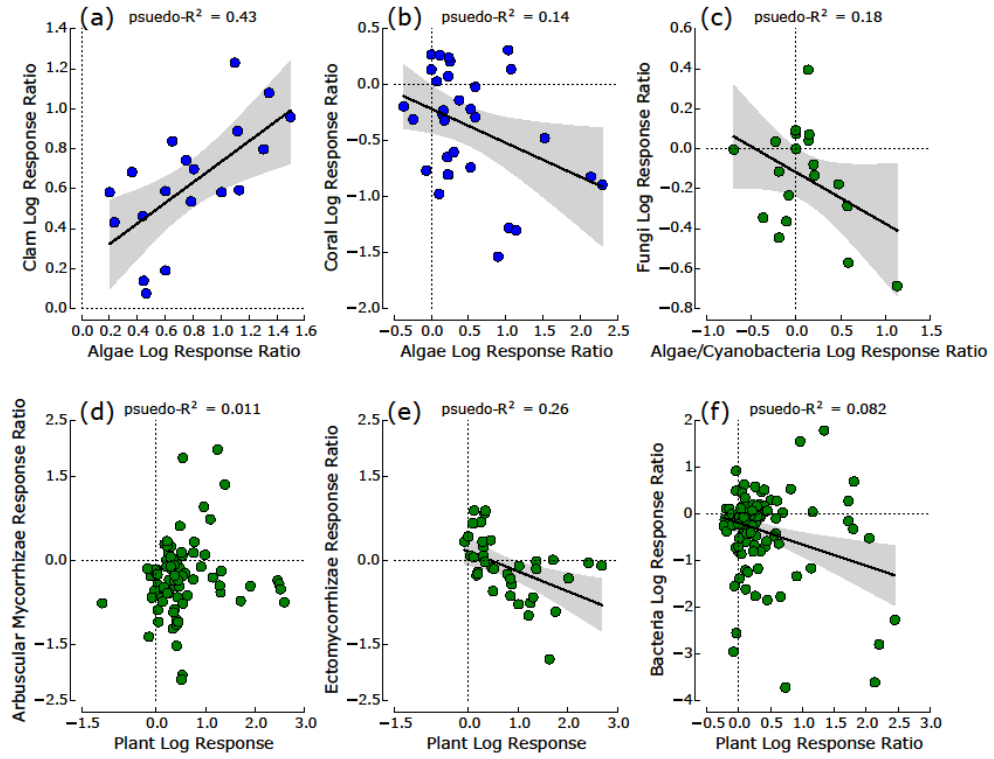 (a)
psuedo-R² = 0.43
Clam Log Response Ratio
1.4
1.2
1.0
0.8
0.6
0.4
0.2
0.0
0.0 0.2 0.4 0.6 0.8 1.0 1.2 1.4 1.6
Algae Log Response Ratio
(b)
psuedo-R² = 0.14
Coral Log Response Ratio
0.5
0.0
−0.5
−1.0
−1.5
−2.0
−0.5 0.0 0.5 1.0 1.5 2.0 2.5
Algae Log Response Ratio
(c)
psuedo-R² = 0.18
Fungi Log Response Ratio
0.6
0.4
0.2
0.0
−0.2
−0.4
−0.6
−0.8
−1.0 −0.5 0.0 0.5 1.0 1.5
Algae/Cyanobacteria Log Response Ratio
(d)
psuedo-R² = 0.011
Arbuscular Mycorrhizae Response Ratio
2.5
1.5
0.0
−1.5
−2.5
−1.5 0.0 1.0 2.0 3.0
Plant Log Response
(e)
psuedo-R² = 0.26
Ectomycorrhizae Response Ratio
2.5
1.5
0.0
−1.5
−2.5
−1.5 0.0 1.0 2.0 3.0
Plant Log Response
(f)
psuedo-R² = 0.082
Bacteria Log Response Ratio
2
1
0
−1
−2
−3
−4
−0.5 0.0 0.5 1.0 1.5 2.0 2.5 3.0
Plant Log Response Ratio